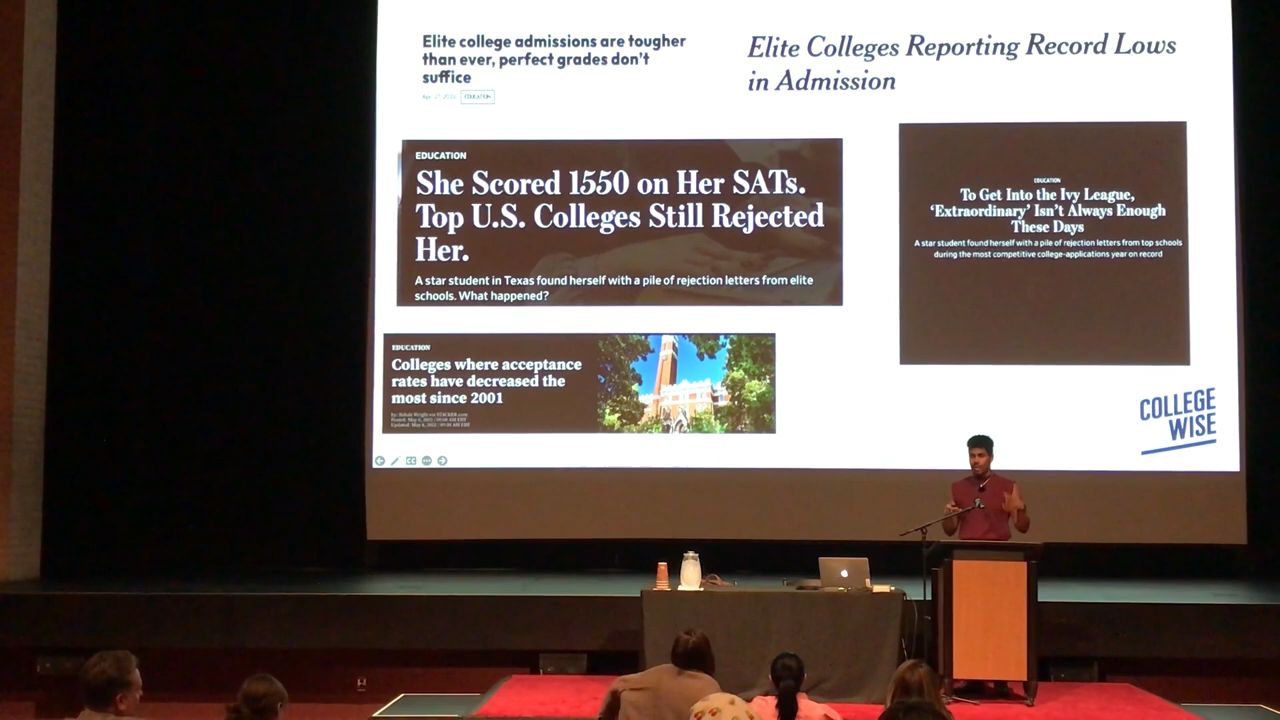 Elite college admissions are tougher
than ever, perfect grades don't
suffice
EDUCATION
Elite Colleges Reporting Record Lows
in Admission
EDUCATION
She Scored 1550 on Her SATs.
Top U.S. Colleges Still Rejected
Her.
A star student in Texas found herself with a pile of rejection letters from elite
schools. What happened?
EDUCATION
To Get Into the Ivy League,
‘Extraordinary’ Isn’t Always Enough
These Days
A star student found herself with a pile of rejection letters from top schools
during the most competitive college-applications year on record
EDUCATION
Colleges where acceptance
rates have decreased the
most since 2001
COLLEGE
WISE